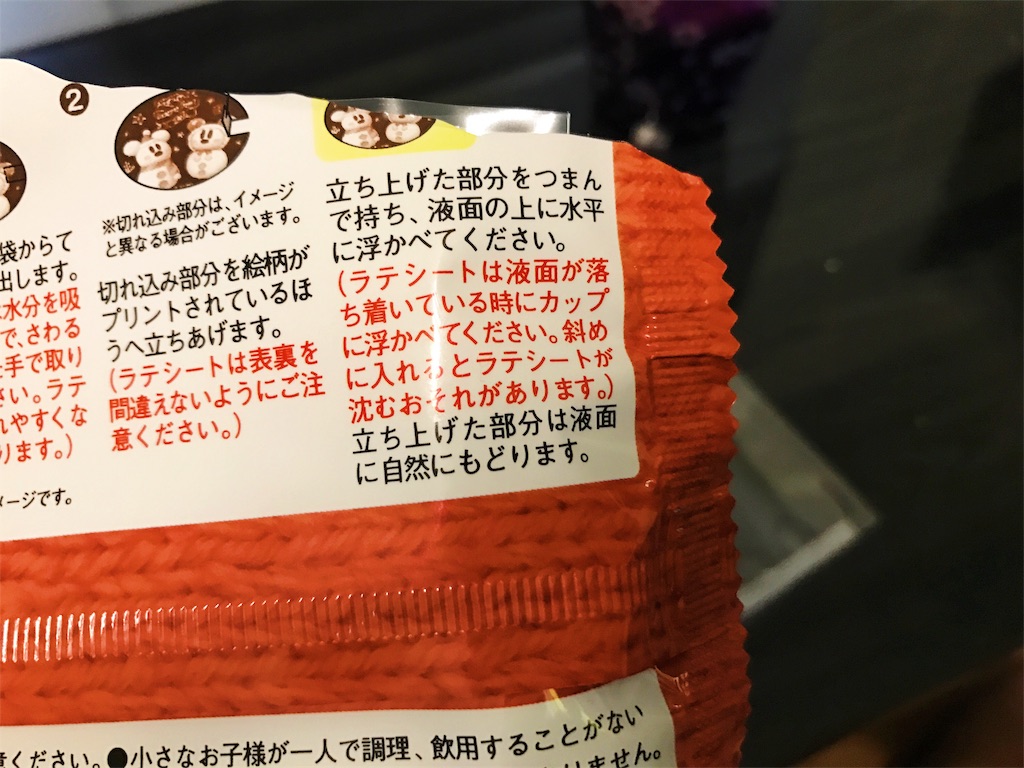 袋からて
出します。
水分を吸
で、さわる
手で取り
さい。ラテ
れやすくな
ります。)
メージです。
❷
※切れ込み部分は、イメージ
と異なる場合がございます。
切れ込み部分を絵柄が
プリントされているほ
うへ立ちあげます。
(ラテシートは表裏を
間違えないようにご注
意ください。)
立ち上げた部分をつまん
で持ち、液面の上に水平
に浮かべてください。
(ラテシートは液面が落
ち着いている時にカップ
に浮かべてください。斜め
に入れるとラテシートが
沈むおそれがあります。)
立ち上げた部分は液面
に自然にもどります。
意ください。●小さなお子様が一人で調理、飲用することがない
りません。